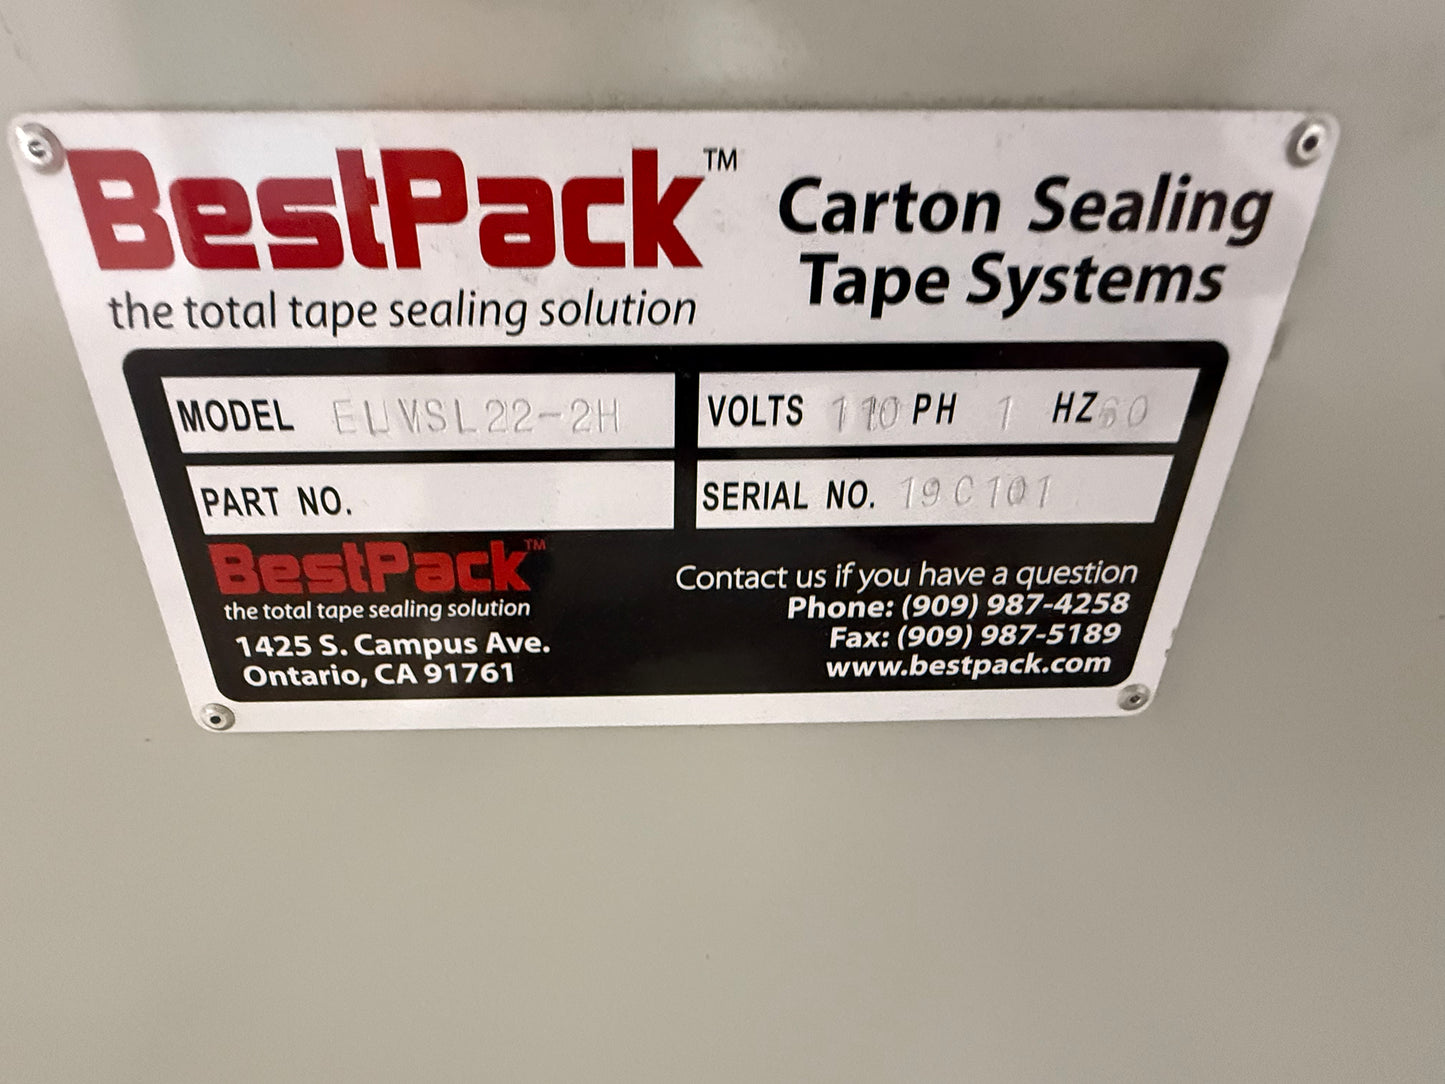 BestPack™
the total tape sealing solution
Carton Sealing
Tape Systems
MODEL ELVSL22-2H
VOLTS 110 PH 1 HZ 60
PART NO.
SERIAL NO. 19C101
BestPack™
the total tape sealing solution
1425 S. Campus Ave.
Ontario, CA 91761
Contact us if you have a question
Phone: (909) 987-4258
Fax: (909) 987-5189
www.bestpack.com